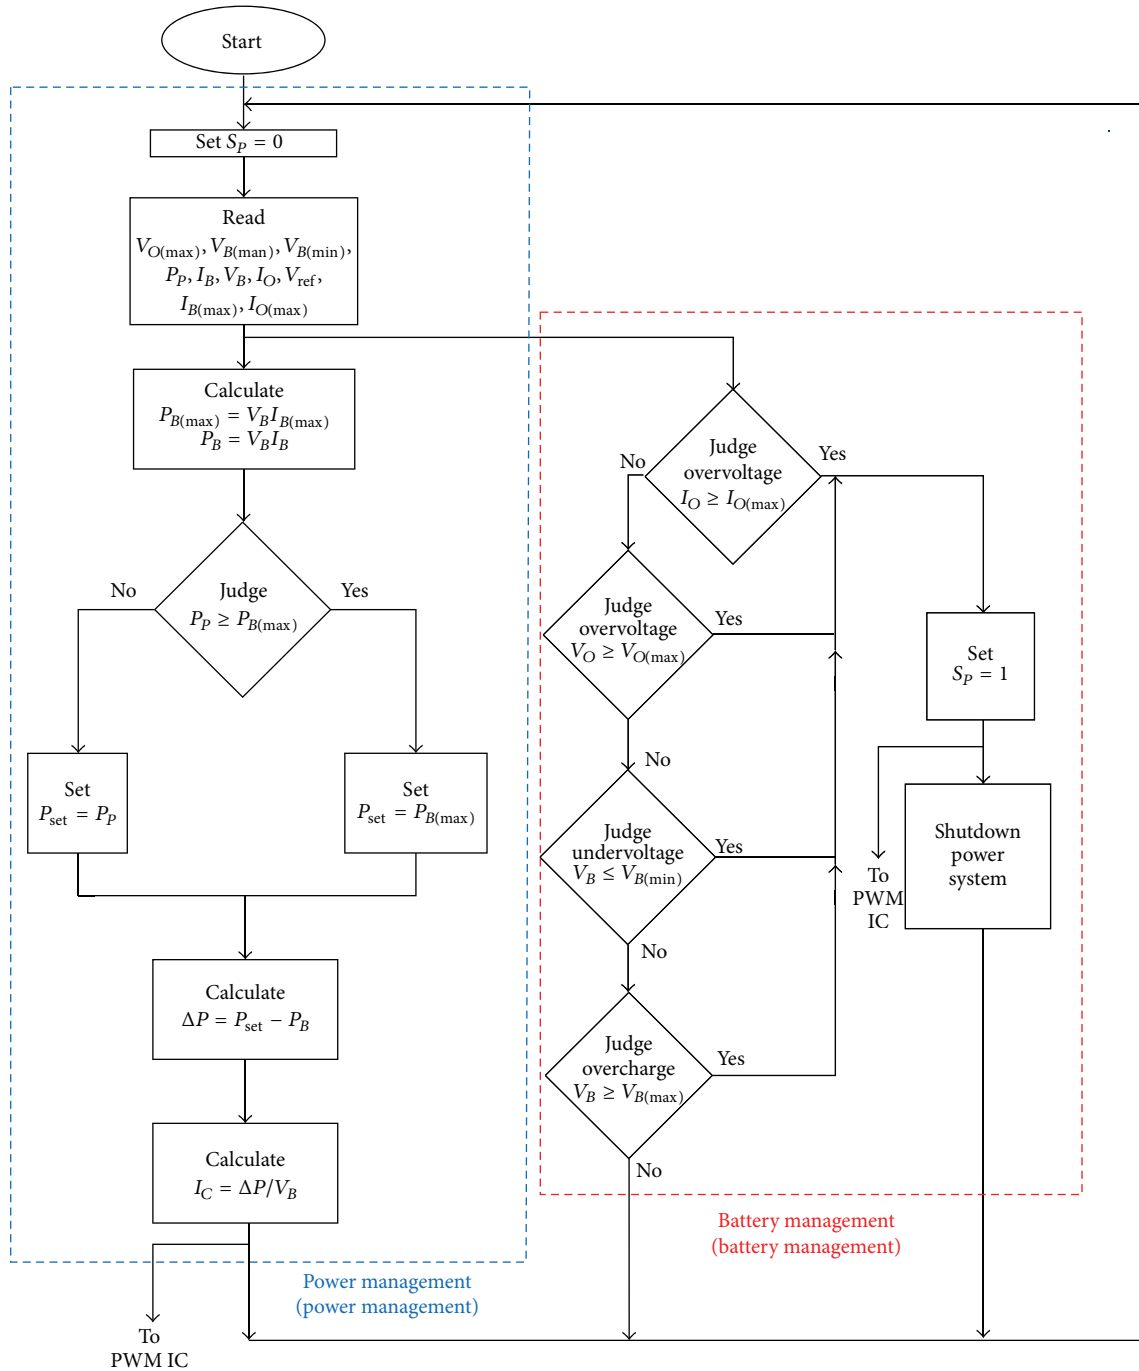 Start
Set S_P = 0
Read
V_O(max), V_B(man), V_B(min),
P_P, I_B, V_B, I_O, V_ref,
I_B(max), I_O(max)
Calculate
P_B(max) = V_B I_B(max)
P_B = V_B I_B
Judge
P_P ≥ P_B(max)
No
Yes
Set
P_set = P_P
Set
P_set = P_B(max)
Calculate
ΔP = P_set − P_B
Calculate
I_C = ΔP/V_B
To
PWM IC
Power management
(power management)
Judge
overvoltage
I_O ≥ I_O(max)
No
Yes
Judge
overvoltage
V_O ≥ V_O(max)
Yes
No
Judge
undervoltage
V_B ≤ V_B(min)
Yes
No
Judge
overcharge
V_B ≥ V_B(max)
Yes
No
Set
S_P = 1
To
PWM
IC
Shutdown
power
system
Battery management
(battery management)